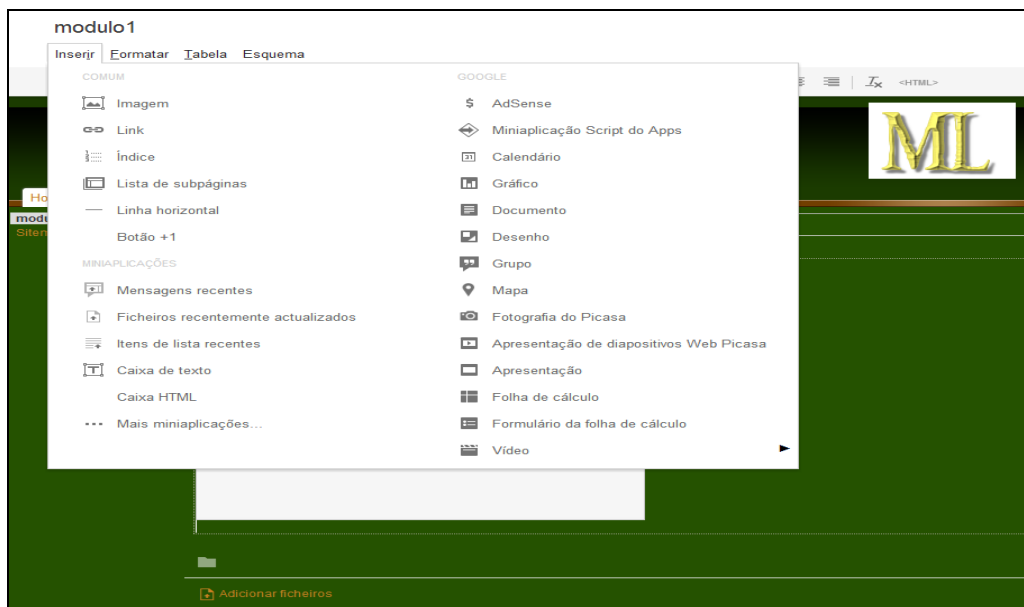 modulo1
Inserir Formatar Tabela Esquema
COMUM
Imagem
Link
Índice
Lista de subpáginas
Linha horizontal
Botão +1
MINIAPLICAÇÕES
Mensagens recentes
Ficheiros recentemente actualizados
Itens de lista recentes
Caixa de texto
Caixa HTML
Mais miniaplicações...
GOOGLE
AdSense
Miniaplicação Script do Apps
Calendário
Gráfico
Documento
Desenho
Grupo
Mapa
Fotografia do Picasa
Apresentação de diapositivos Web Picasa
Apresentação
Folha de cálculo
Formulário da folha de cálculo
Vídeo
<HTML>
ML
Adicionar ficheiros